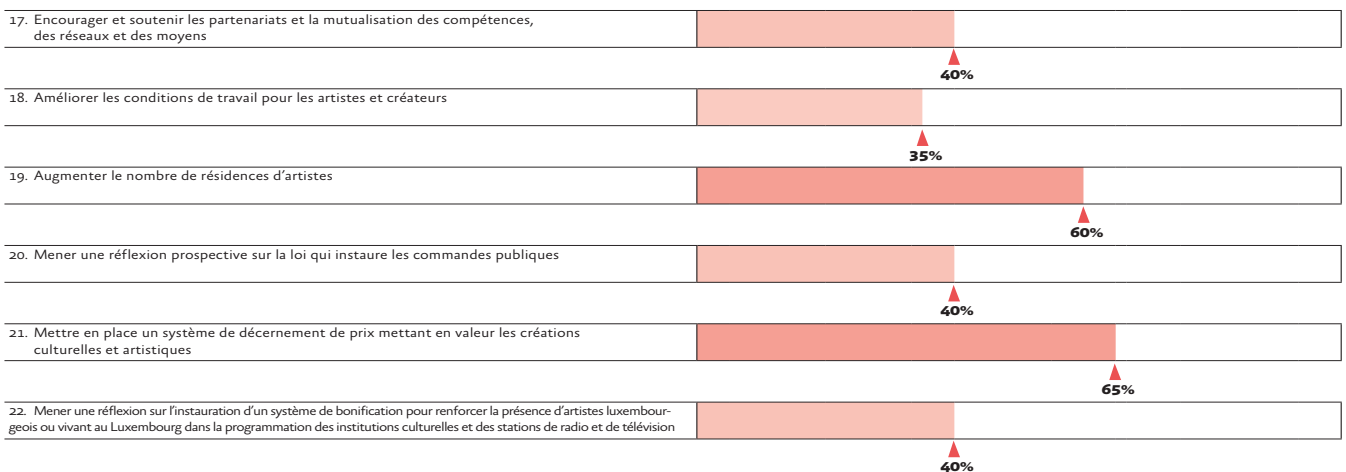 17. Encourager et soutenir les partenariats et la mutualisation des compétences,
des réseaux et des moyens
40%
18. Améliorer les conditions de travail pour les artistes et créateurs
35%
19. Augmenter le nombre de résidences d’artistes
60%
20. Mener une réflexion prospective sur la loi qui instaure les commandes publiques
40%
21. Mettre en place un système de décernement de prix mettant en valeur les créations
culturelles et artistiques
65%
22. Mener une réflexion sur l’instauration d’un système de bonification pour renforcer la présence d’artistes luxembour-
geois ou vivant au Luxembourg dans la programmation des institutions culturelles et des stations de radio et de télévision
40%